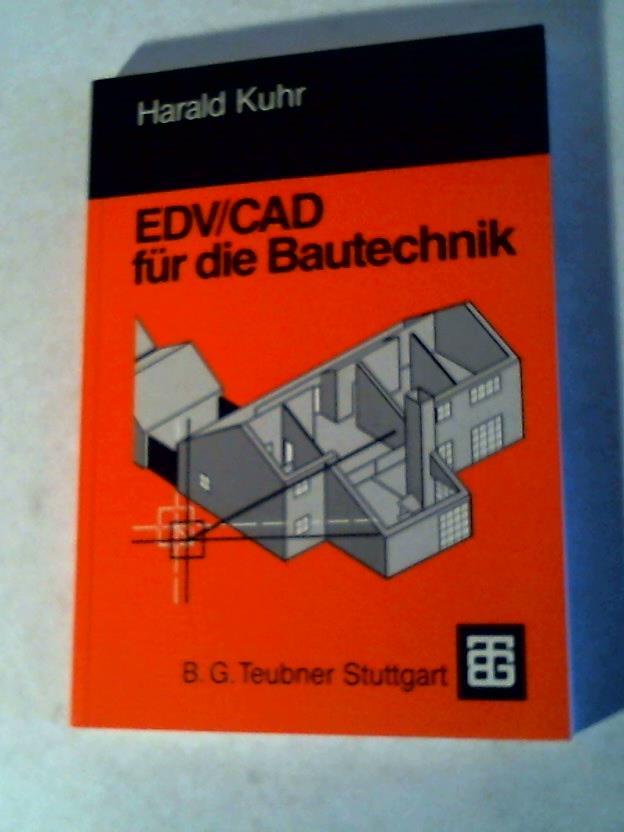 Harald Kuhr
EDV/CAD
für die Bautechnik
B. G. Teubner Stuttgart